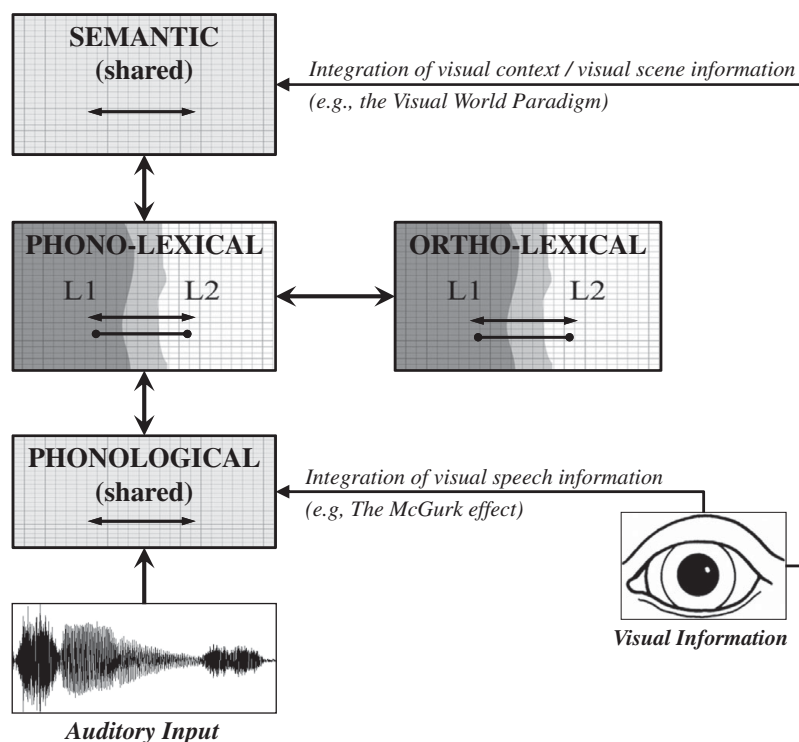 SEMANTIC
(shared)
Integration of visual context / visual scene information
(e.g., the Visual World Paradigm)
PHONO-LEXICAL
L1 L2
ORTHO-LEXICAL
L1 L2
PHONOLOGICAL
(shared)
Integration of visual speech information
(e.g, The McGurk effect)
Visual Information
Auditory Input